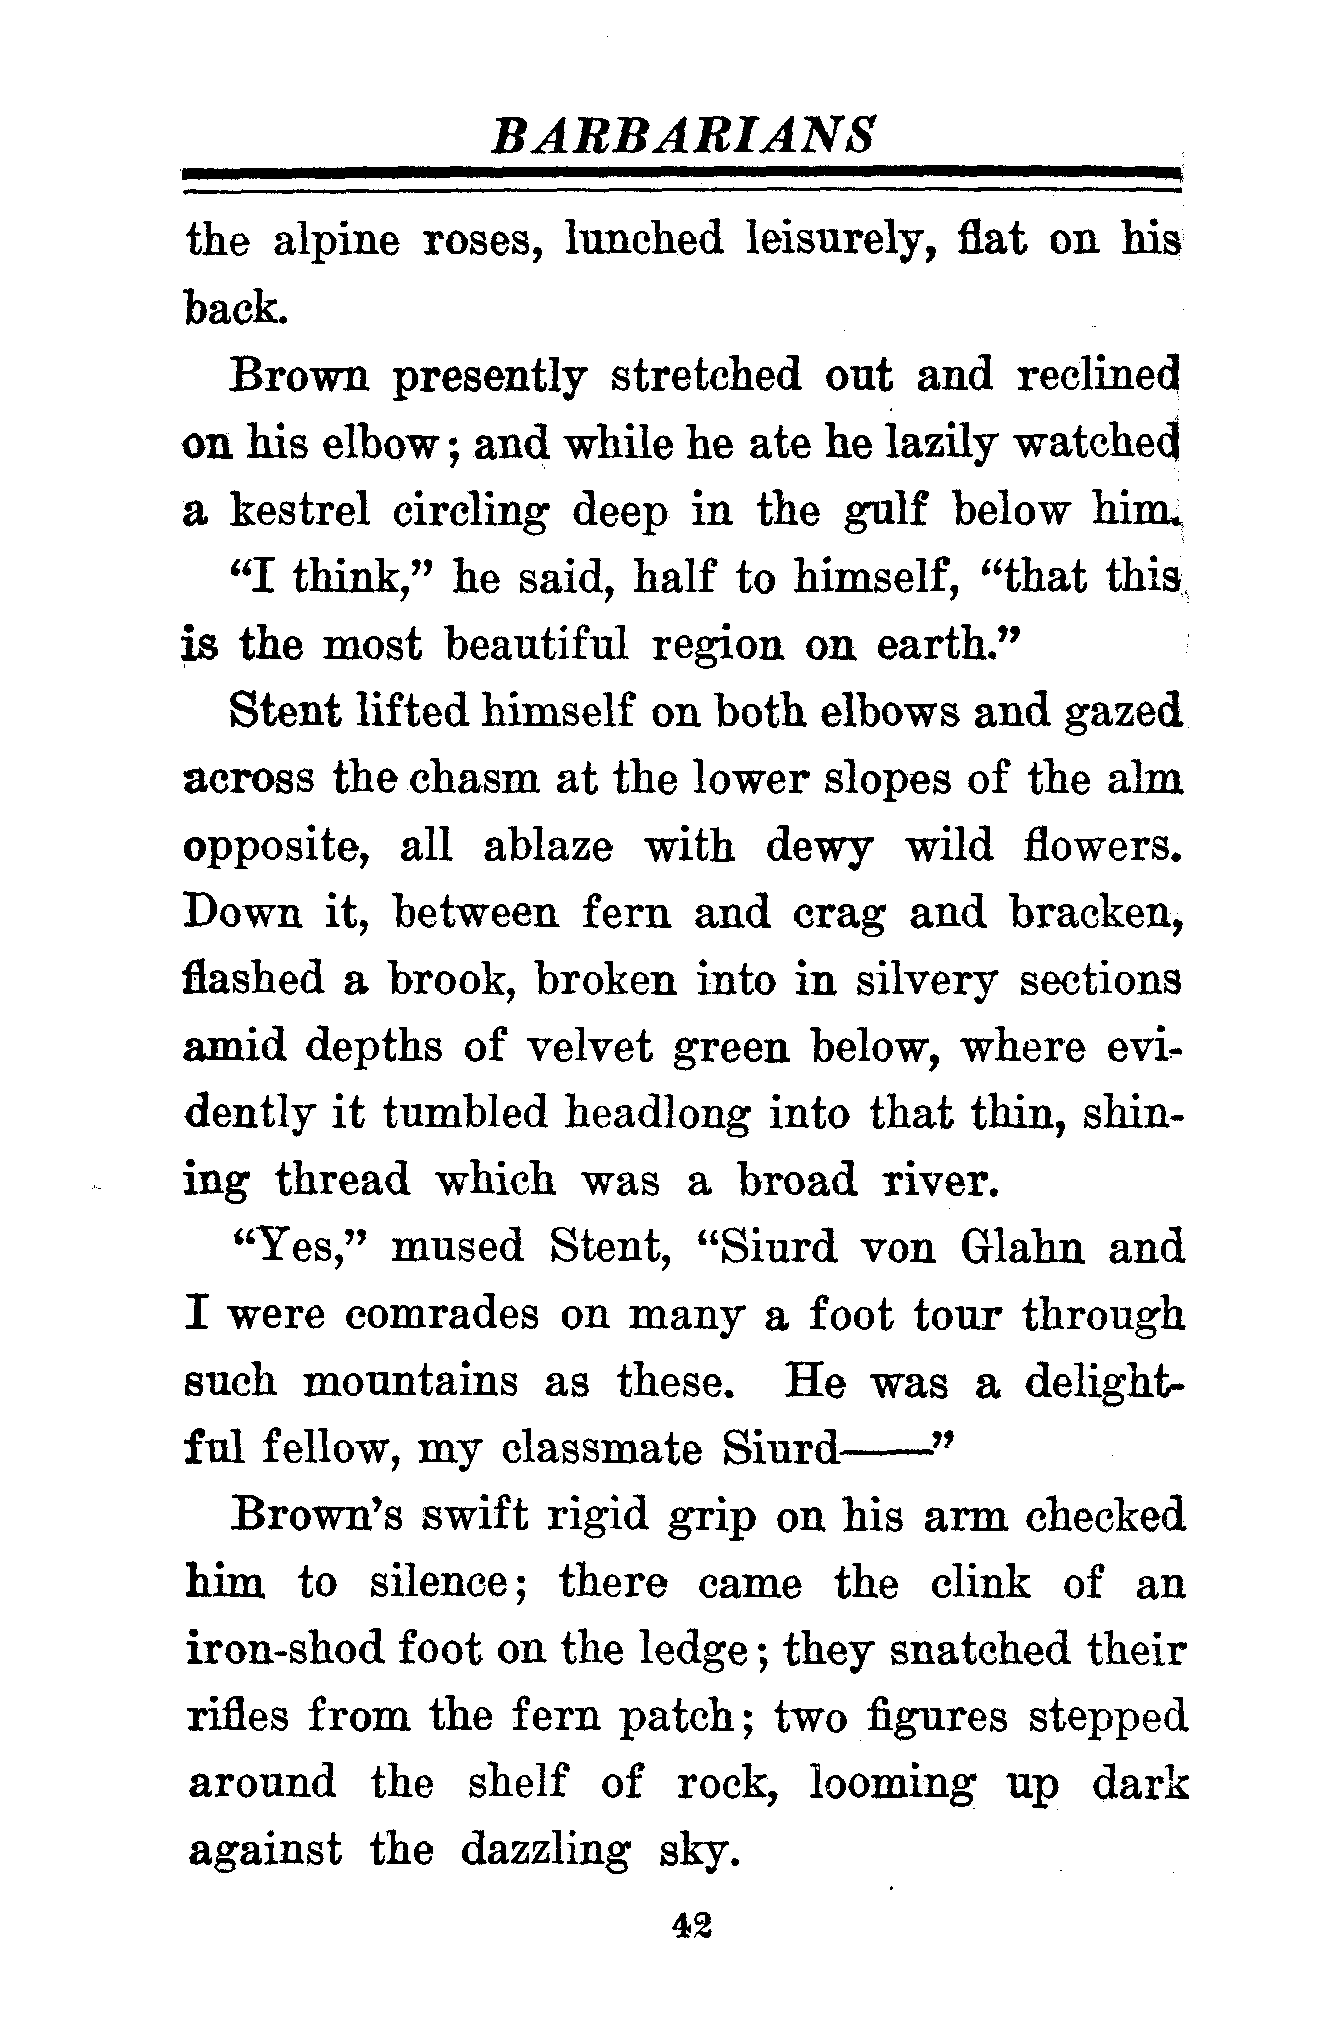 BARBARIANS
the alpine roses, lunched leisurely, flat on his
back.
Brown presently stretched out and reclined
on his elbow; and while he ate he lazily watched
a kestrel circling deep in the gulf below him.
“I think,” he said, half to himself, “that this
is the most beautiful region on earth.”
Stent lifted himself on both elbows and gazed
across the chasm at the lower slopes of the alm
opposite, all ablaze with dewy wild flowers.
Down it, between fern and crag and bracken,
flashed a brook, broken into in silvery sections
amid depths of velvet green below, where evi-
dently it tumbled headlong into that thin, shin-
ing thread which was a broad river.
“Yes,” mused Stent, “Siurd von Glahn and
I were comrades on many a foot tour through
such mountains as these. He was a delight-
ful fellow, my classmate Siurd——”
Brown’s swift rigid grip on his arm checked
him to silence; there came the clink of an
iron-shod foot on the ledge; they snatched their
rifles from the fern patch; two figures stepped
around the shelf of rock, looming up dark
against the dazzling sky.
42